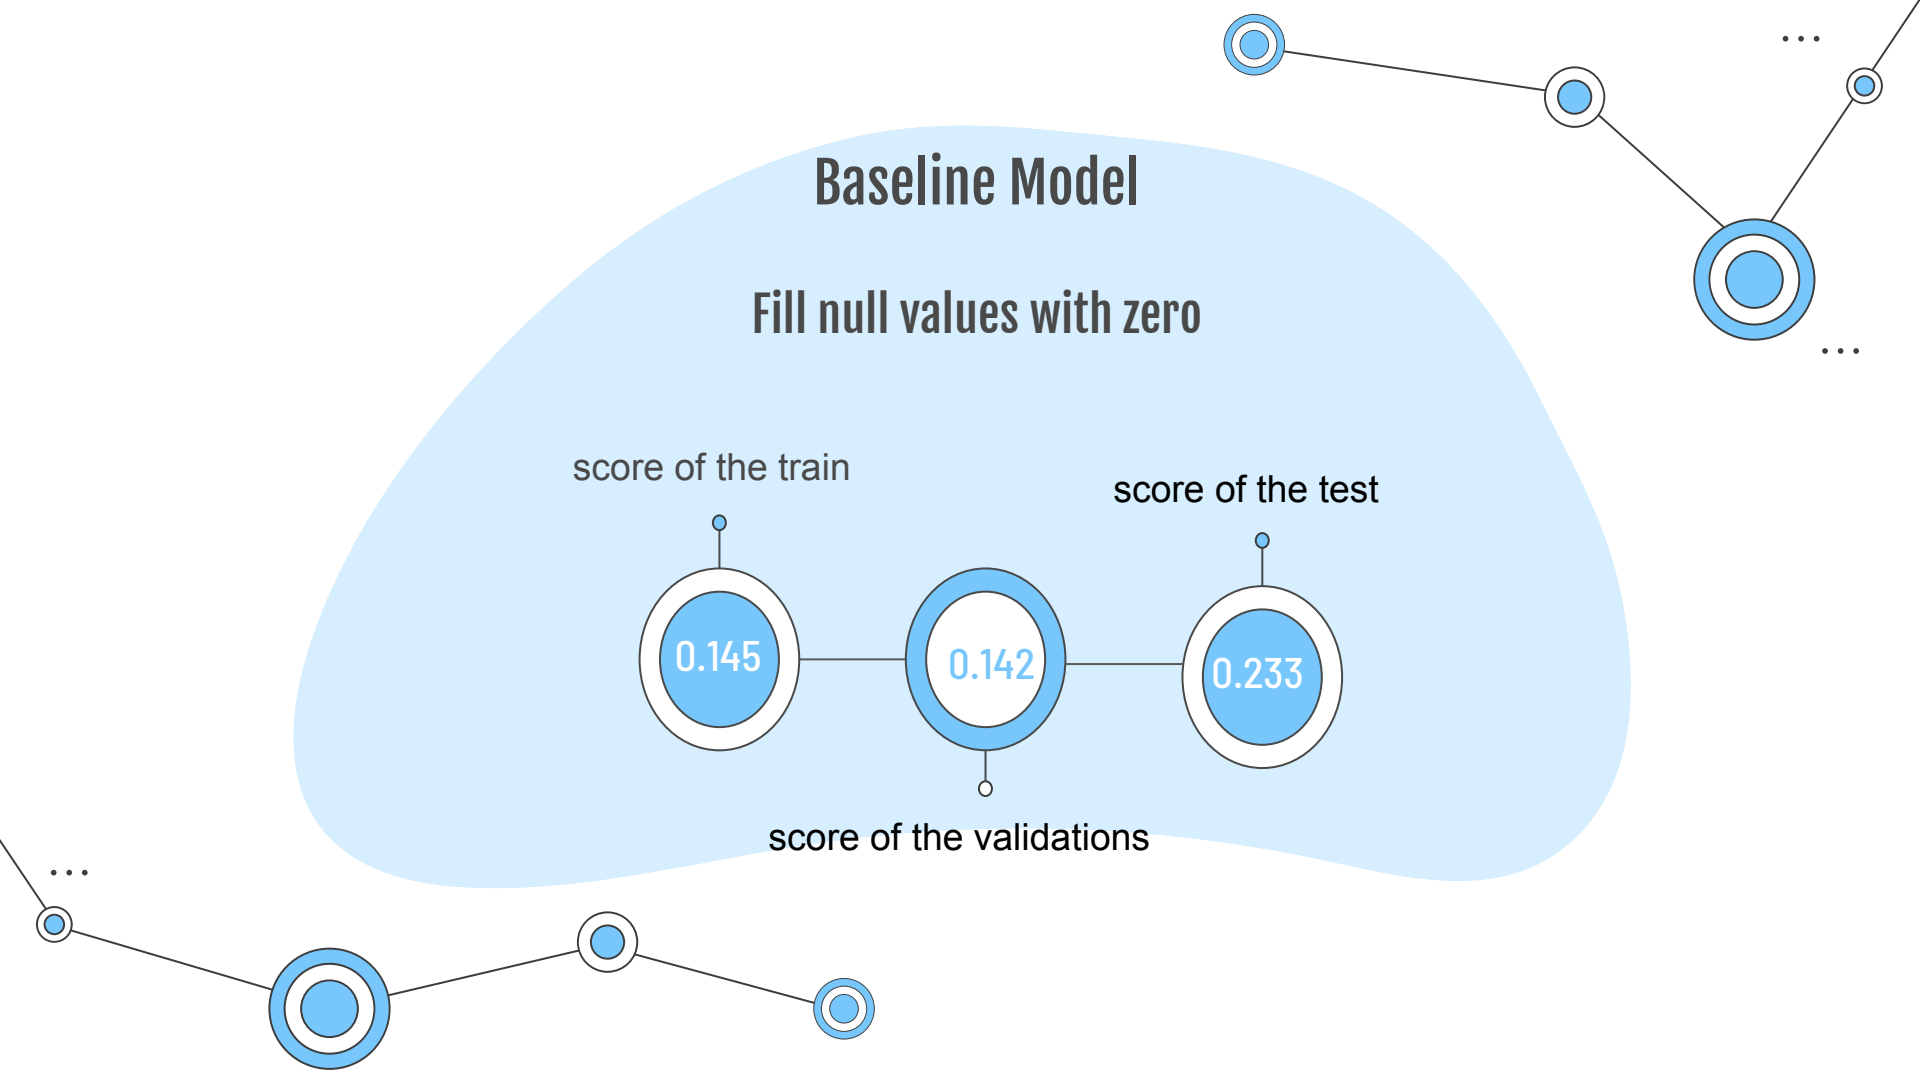 Baseline Model
Fill null values with zero
score of the train
score of the test
0.145
0.142
0.233
score of the validations